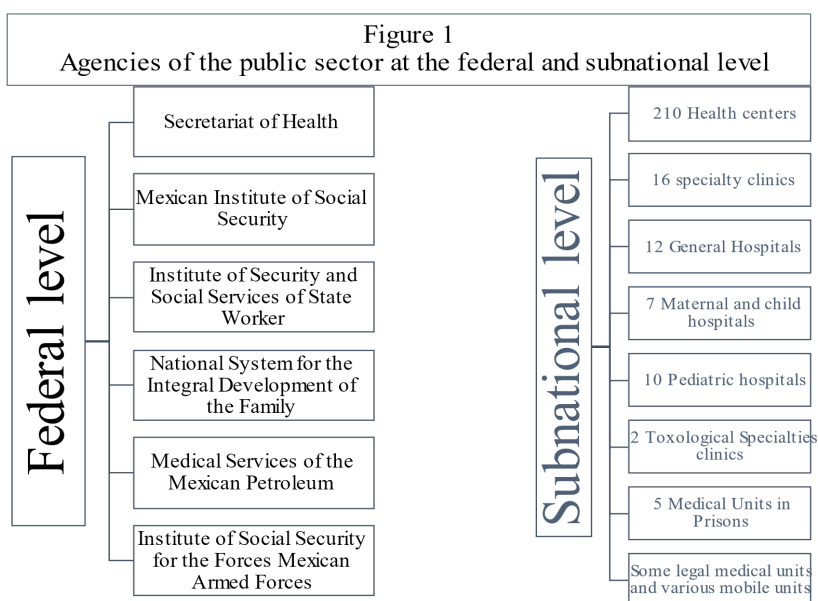 Figure 1
Agencies of the public sector at the federal and subnational level
Federal level
Secretariat of Health
Mexican Institute of Social
Security
Institute of Security and
Social Services of State
Worker
National System for the
Integral Development of
the Family
Medical Services of the
Mexican Petroleum
Institute of Social Security
for the Forces Mexican
Armed Forces
Subnational level
210 Health centers
16 specialty clinics
12 General Hospitals
7 Maternal and child
hospitals
10 Pediatric hospitals
2 Toxological Specialties
clinics
5 Medical Units in
Prisons
Some legal medical units
and various mobile units